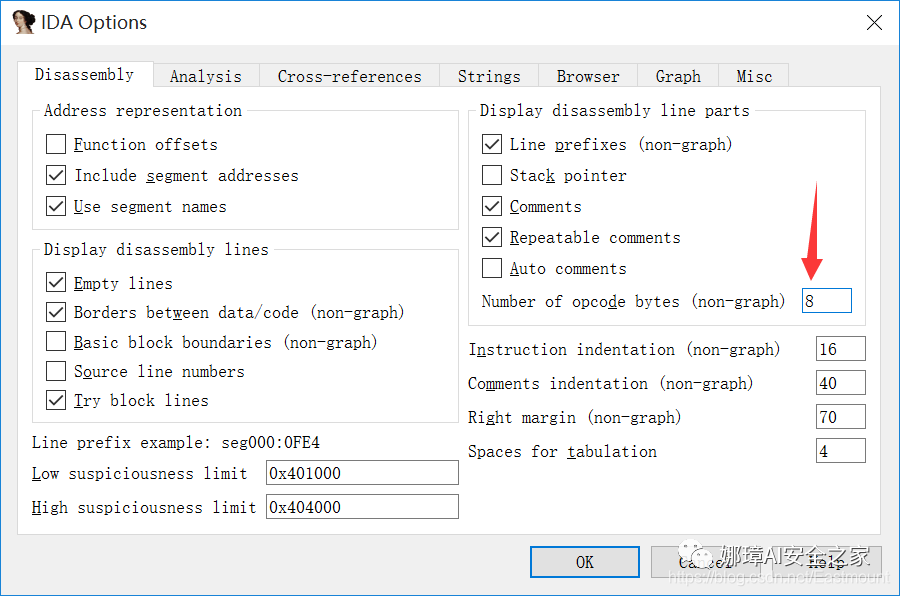 IDA Options
Disassembly Analysis Cross-references Strings Browser Graph Misc
Address representation
Function offsets
Include segment addresses
Use segment names
Display disassembly lines
Empty lines
Borders between data/code (non-graph)
Basic block boundaries (non-graph)
Source line numbers
Try block lines
Line prefix example: seg000:0FE4
Low suspiciousness limit 0x401000
High suspiciousness limit 0x404000
Display disassembly line parts
Line prefixes (non-graph)
Stack pointer
Comments
Repeatable comments
Auto comments
Number of opcode bytes (non-graph) 8
Instruction indentation (non-graph) 16
Comments indentation (non-graph) 40
Right margin (non-graph) 70
Spaces for tabulation 4
OK Cancel Help
娜璋AI安全之家
https://blog.csdn.net/Eastmount